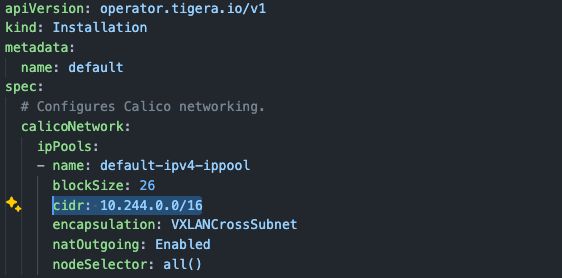 apiVersion: operator.tigera.io/v1
kind: Installation
metadata:
  name: default
spec:
  # Configures Calico networking.
  calicoNetwork:
    ipPools:
    - name: default-ipv4-ippool
      blockSize: 26
      cidr: 10.244.0.0/16
      encapsulation: VXLANCrossSubnet
      natOutgoing: Enabled
      nodeSelector: all()